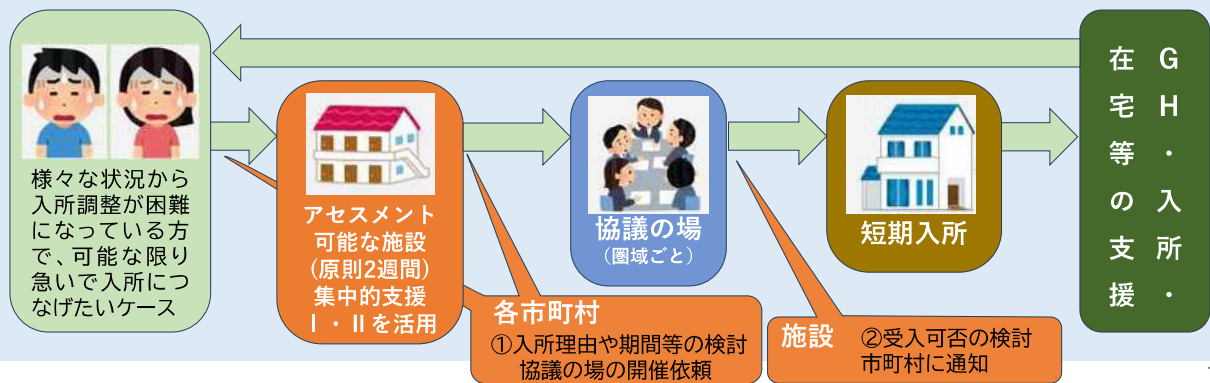 様々な状況から
入所調整が困難
になっている方
で、可能な限り
急いで入所につ
なげたいケース
アセスメント
可能な施設
(原則2週間)
集中的支援
Ⅰ・Ⅱを活用
協議の場
(圏域ごと)
短期入所
GH・入所・
在宅等の支援
各市町村
①入所理由や期間等の検討
協議の場の開催依頼
施設
②受入可否の検討
市町村に通知